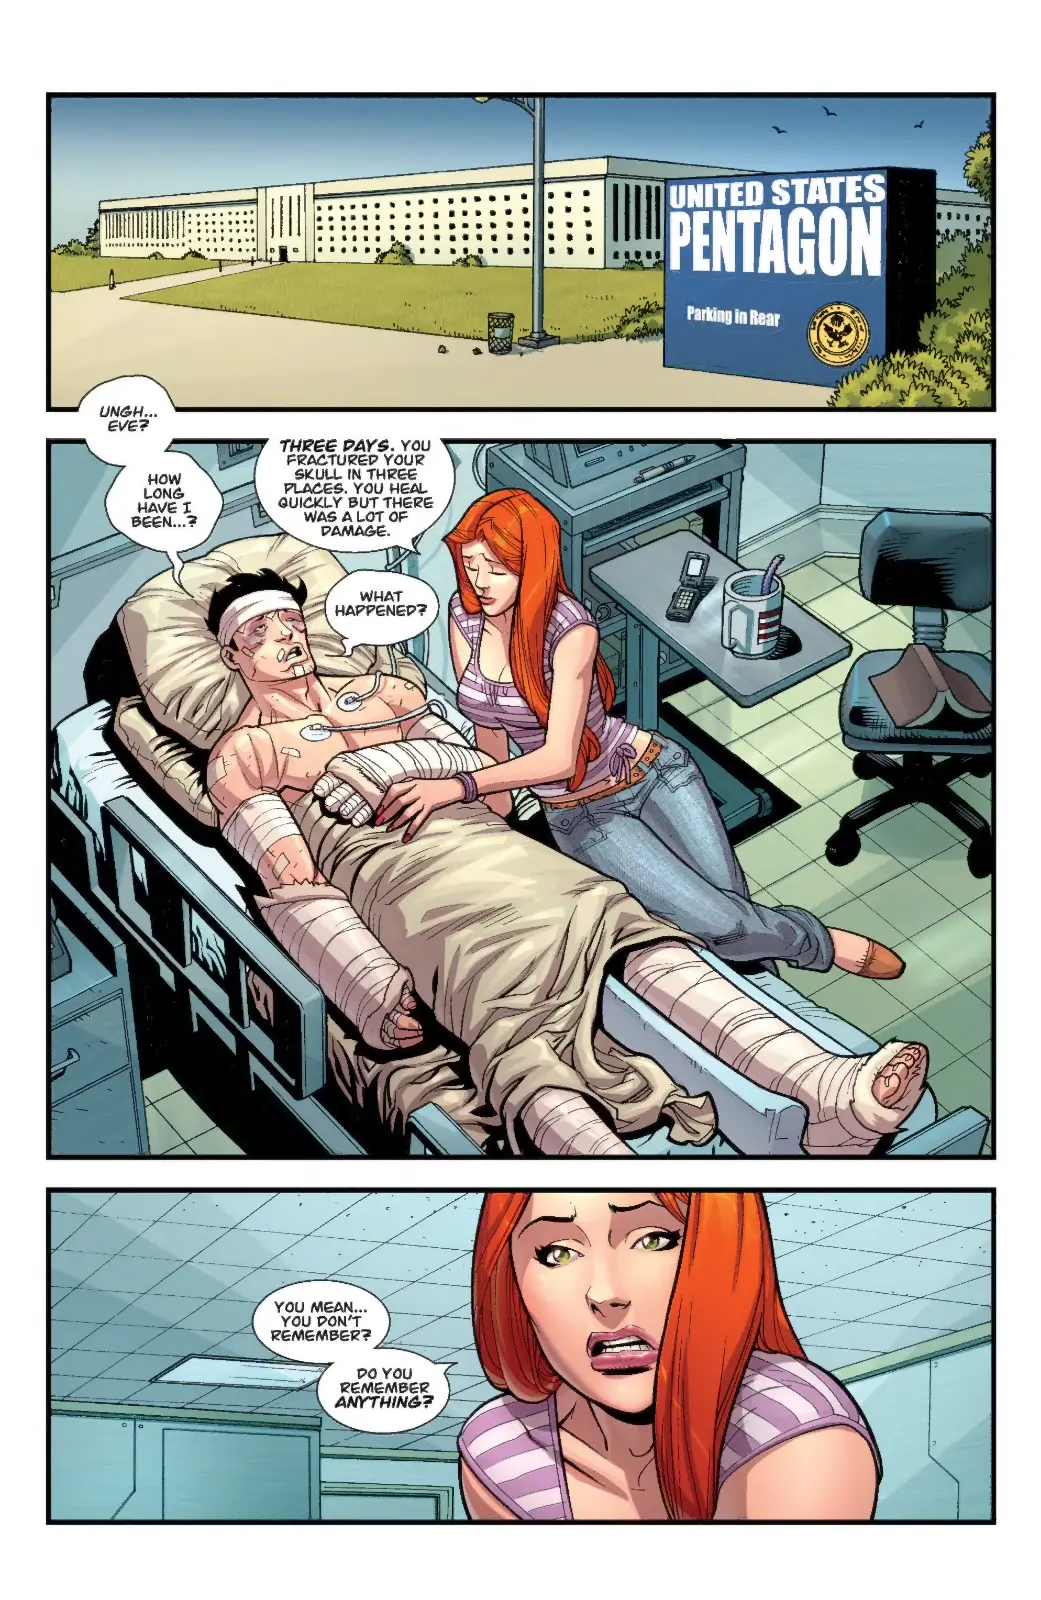 UNITED STATES
PENTAGON
Parking in Rear
UNGH...
EVE?
HOW
LONG
HAVE I
BEEN...?
THREE DAYS. YOU
FRACTURED YOUR
SKULL IN THREE
PLACES. YOU HEAL
QUICKLY BUT THERE
WAS A LOT OF
DAMAGE.
WHAT
HAPPENED?
YOU MEAN...
YOU DON'T
REMEMBER?
DO YOU
REMEMBER
ANYTHING?